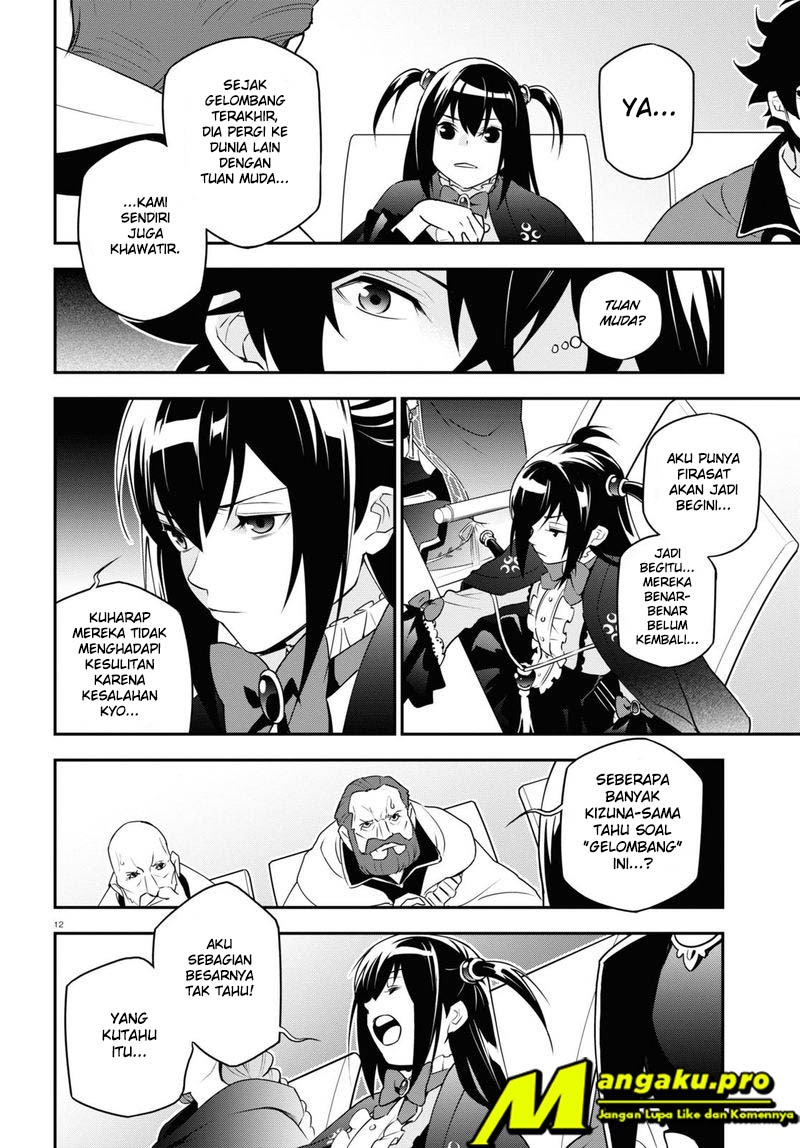 YA...
SEJAK
GELOMBANG
TERAKHIR,
DIA PERGI KE
DUNIA LAIN
DENGAN
TUAN MUDA...
...KAMI
SENDIRI
JUGA
KHAWATIR.
TUAN
MUDA?
AKU PUNYA
FIRASAT
AKAN JADI
BEGINI...
JADI
BEGITU...
MEREKA
BENAR-
BENAR
BELUM
KEMBALI...
KUHARAP
MEREKA TIDAK
MENGHADAPI
KESULITAN
KARENA
KESALAHAN
KYO...
SEBERAPA
BANYAK
KIZUNA-SAMA
TAHU SOAL
"GELOMBANG"
INI...?
12
AKU
SEBAGIAN
BESARNYA
TAK TAHU!
YANG
KUTAHU
ITU...
Mangaku.pro
Jangan Lupa Like dan Komennya